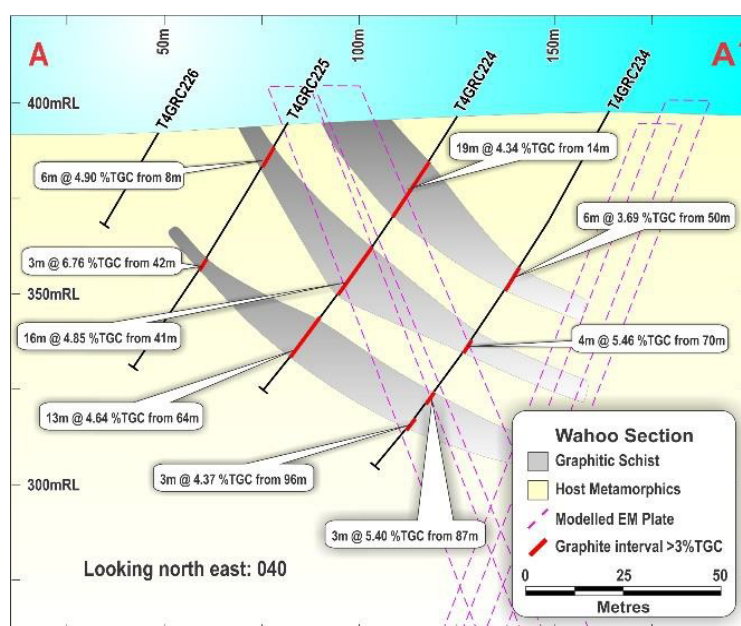 A
50m
100m
150m
A'
T4GRC226
T4GRC225
T4GRC224
T4GRC234
400mRL
19m @ 4.34 %TGC from 14m
6m @ 4.90 %TGC from 8m
6m @ 3.69 %TGC from 50m
3m @ 6.76 %TGC from 42m
350mRL
16m @ 4.85 %TGC from 41m
4m @ 5.46 %TGC from 70m
13m @ 4.64 %TGC from 64m
3m @ 4.37 %TGC from 96m
300mRL
3m @ 5.40 %TGC from 87m
Looking north east: 040
Wahoo Section
Graphitic Schist
Host Metamorphics
Modelled EM Plate
Graphite interval >3%TGC
0 25 50
Metres